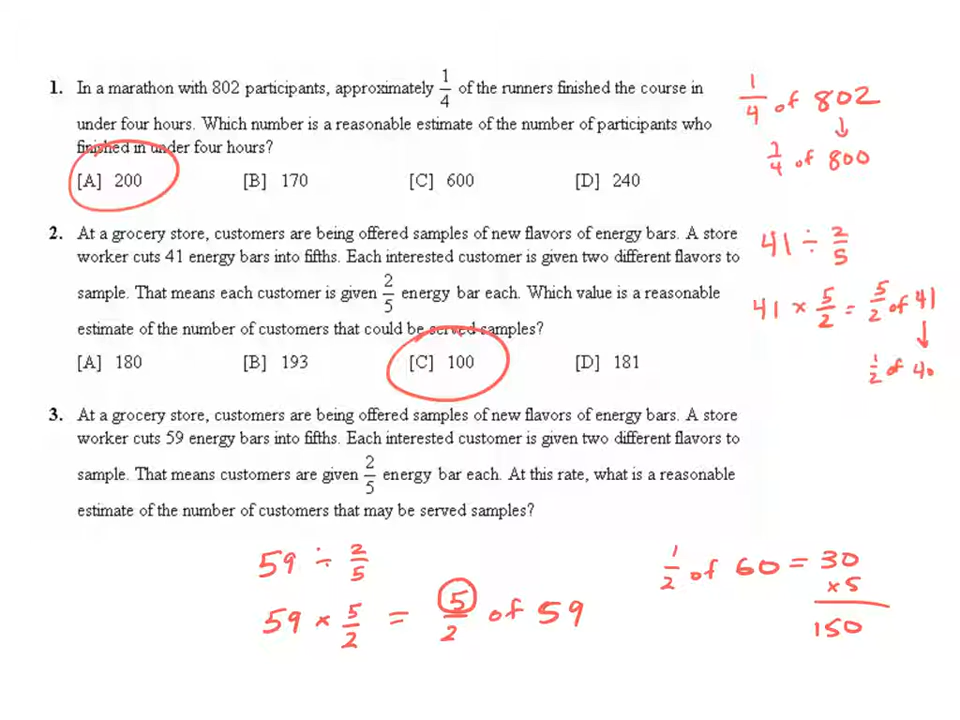 1. In a marathon with 802 participants, approximately 1/4 of the runners finished the course in
under four hours. Which number is a reasonable estimate of the number of participants who
finished in under four hours?
[A] 200 [B] 170 [C] 600 [D] 240
1/4 of 802
↓
1/4 of 800
2. At a grocery store, customers are being offered samples of new flavors of energy bars. A store
worker cuts 41 energy bars into fifths. Each interested customer is given two different flavors to
sample. That means each customer is given 2/5 energy bar each. Which value is a reasonable
estimate of the number of customers that could be served samples?
[A] 180 [B] 193 [C] 100 [D] 181
41 ÷ 2/5
41 × 5/2 = 5/2 of 41
↓
1/2 of 40
3. At a grocery store, customers are being offered samples of new flavors of energy bars. A store
worker cuts 59 energy bars into fifths. Each interested customer is given two different flavors to
sample. That means customers are given 2/5 energy bar each. At this rate, what is a reasonable
estimate of the number of customers that may be served samples?
59 ÷ 2/5
59 × 5/2 = 5/2 of 59
1/2 of 60 = 30
×5
150